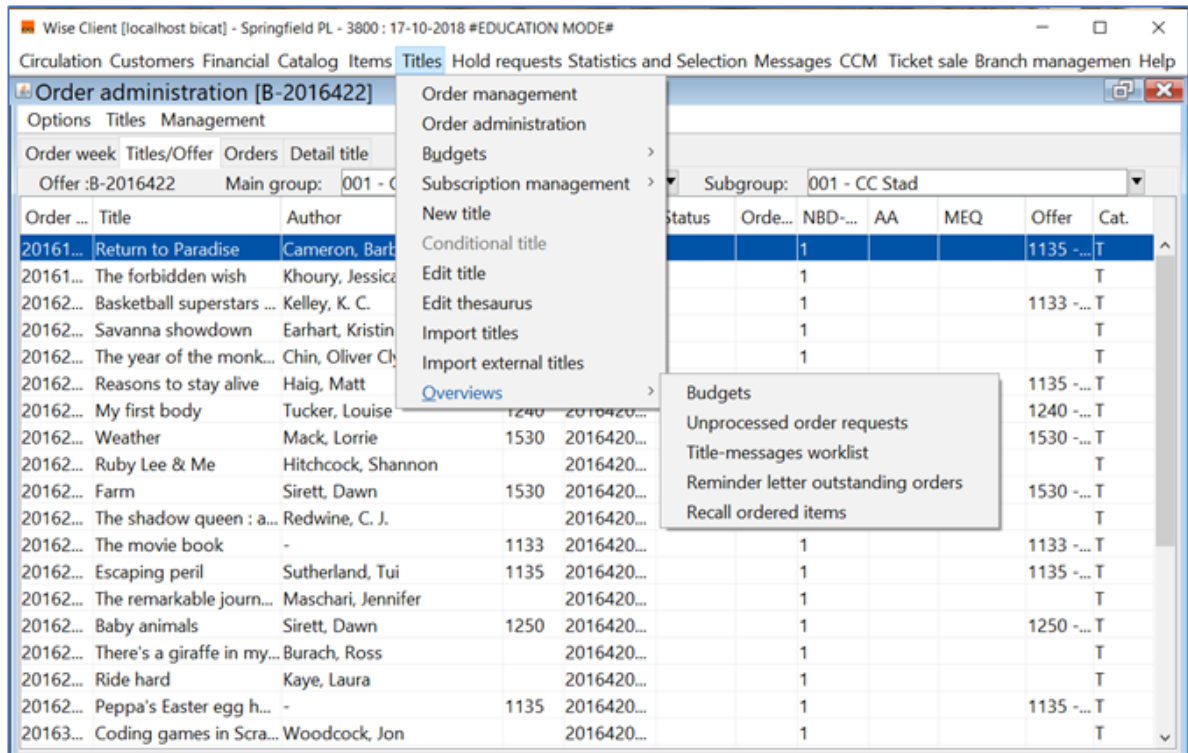 Wise Client [localhost bicat] - Springfield PL - 3800 : 17-10-2018 #EDUCATION MODE#
Circulation Customers Financial Catalog Items Titles Hold requests Statistics and Selection Messages CCM Ticket sale Branch managemen Help
Order administration [B-2016422]
Options Titles Management
Order week Titles/Offer Orders Detail title
Offer :B-2016422 Main group: 001 - Subgroup: 001 - CC Stad
Order ... Title Author Status Orde... NBD-... AA MEQ Offer Cat.
20161... Return to Paradise Cameron, Barb 1 1135 -... T
20161... The forbidden wish Khoury, Jessica 1 T
20162... Basketball superstars ... Kelley, K. C. 1 1133 -... T
20162... Savanna showdown Earhart, Kristin 1 T
20162... The year of the monk... Chin, Oliver Cly 1 T
20162... Reasons to stay alive Haig, Matt 1135 -... T
20162... My first body Tucker, Louise 1240 2016420... 1240 -... T
20162... Weather Mack, Lorrie 1530 2016420... 1530 -... T
20162... Ruby Lee & Me Hitchcock, Shannon 2016420... T
20162... Farm Sirett, Dawn 1530 2016420... 1530 -... T
20162... The shadow queen : a... Redwine, C. J. 2016420... T
20162... The movie book - 1133 2016420... 1 1133 -... T
20162... Escaping peril Sutherland, Tui 1135 2016420... 1 1135 -... T
20162... The remarkable journ... Maschari, Jennifer 2016420... 1 T
20162... Baby animals Sirett, Dawn 1250 2016420... 1 1250 -... T
20162... There's a giraffe in my... Burach, Ross 2016420... 1 T
20162... Ride hard Kaye, Laura 2016420... 1 T
20162... Peppa's Easter egg h... - 1135 2016420... 1 1135 -... T
20163... Coding games in Scra... Woodcock, Jon 2016420... 1 T
Order management
Order administration
Budgets
Subscription management
New title
Conditional title
Edit title
Edit thesaurus
Import titles
Import external titles
Overviews
Budgets
Unprocessed order requests
Title-messages worklist
Reminder letter outstanding orders
Recall ordered items